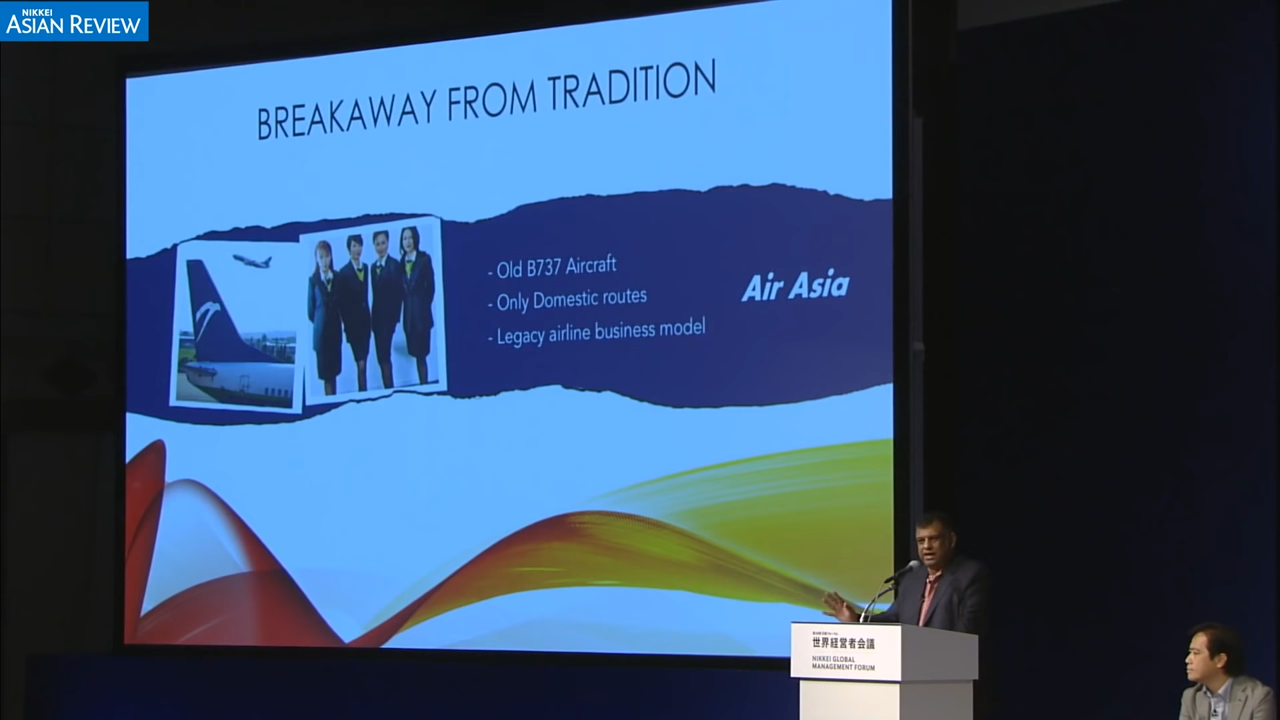 NIKKEI
ASIAN REVIEW
BREAKAWAY FROM TRADITION
- Old B737 Aircraft
- Only Domestic routes
- Legacy airline business model
Air Asia
世界経営者会議
NIKKEI GLOBAL
MANAGEMENT FORUM